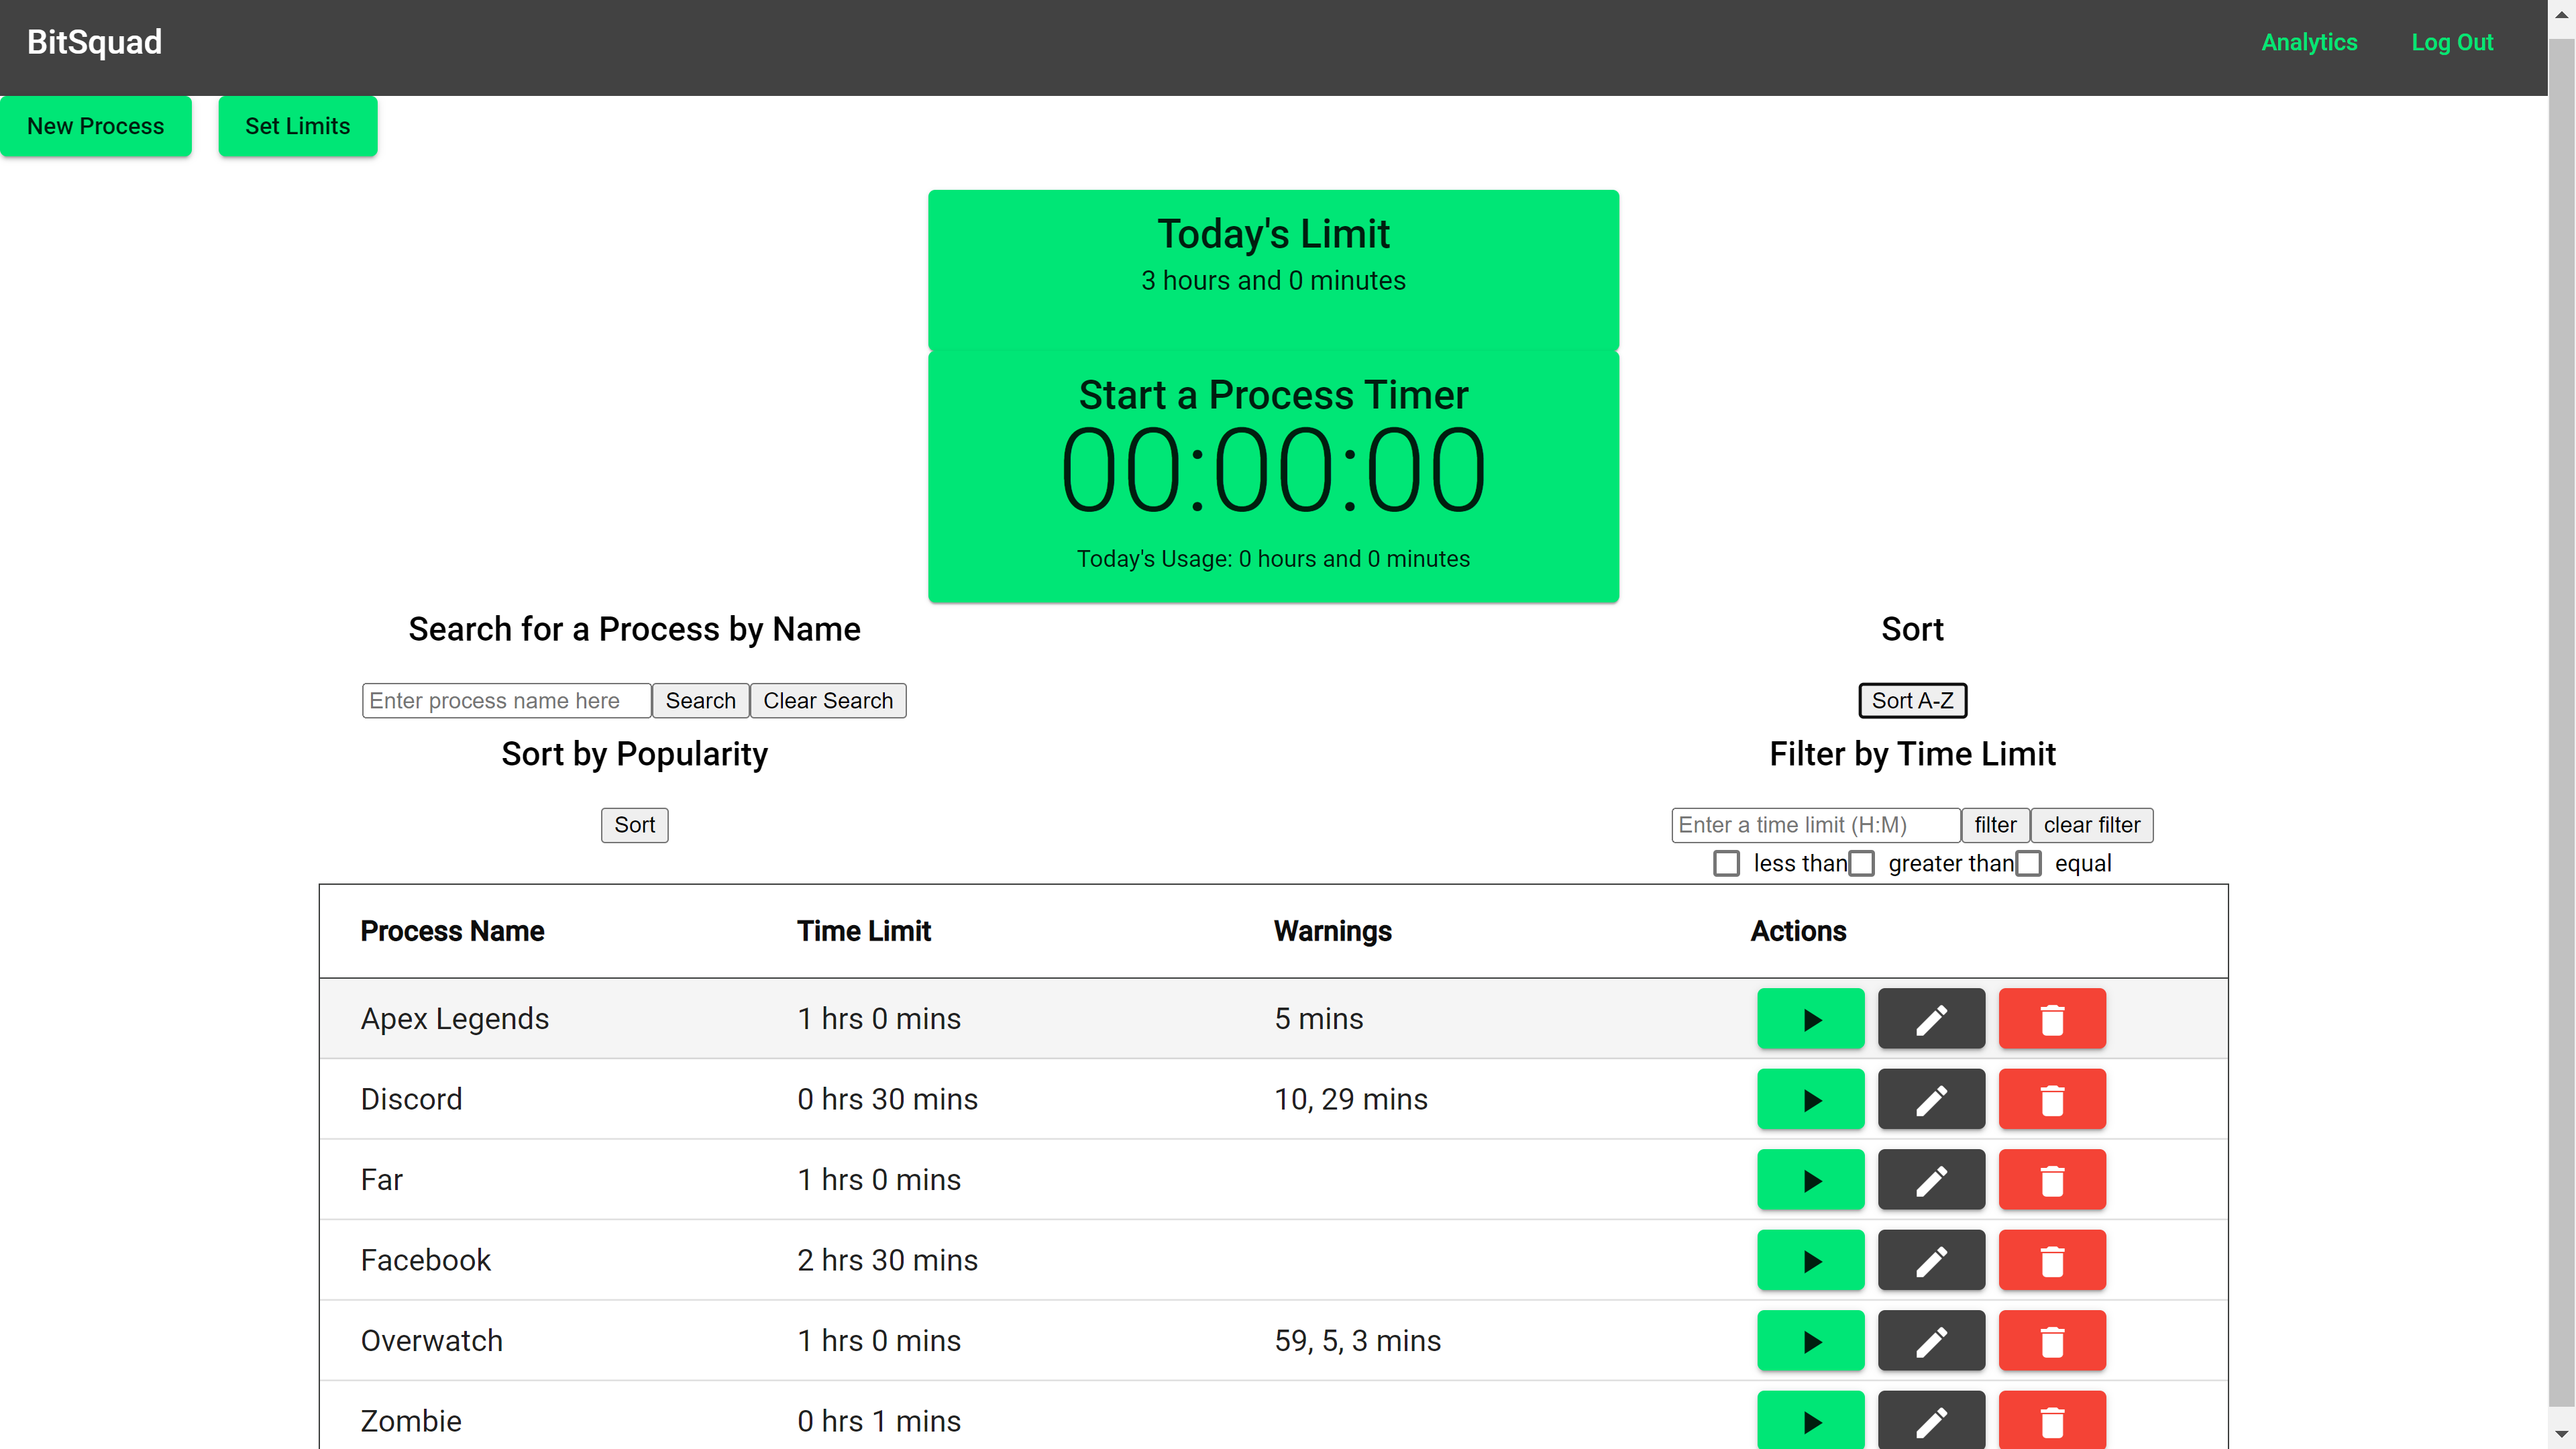 BitSquad Analytics Log Out
New Process Set Limits
Today's Limit
3 hours and 0 minutes
Start a Process Timer
00:00:00
Today's Usage: 0 hours and 0 minutes
Search for a Process by Name
Enter process name here Search Clear Search
Sort by Popularity
Sort
Sort
Sort A-Z
Filter by Time Limit
Enter a time limit (H:M) filter clear filter
less than greater than equal
Process Name Time Limit Warnings Actions
Apex Legends 1 hrs 0 mins 5 mins
Discord 0 hrs 30 mins 10, 29 mins
Far 1 hrs 0 mins
Facebook 2 hrs 30 mins
Overwatch 1 hrs 0 mins 59, 5, 3 mins
Zombie 0 hrs 1 mins